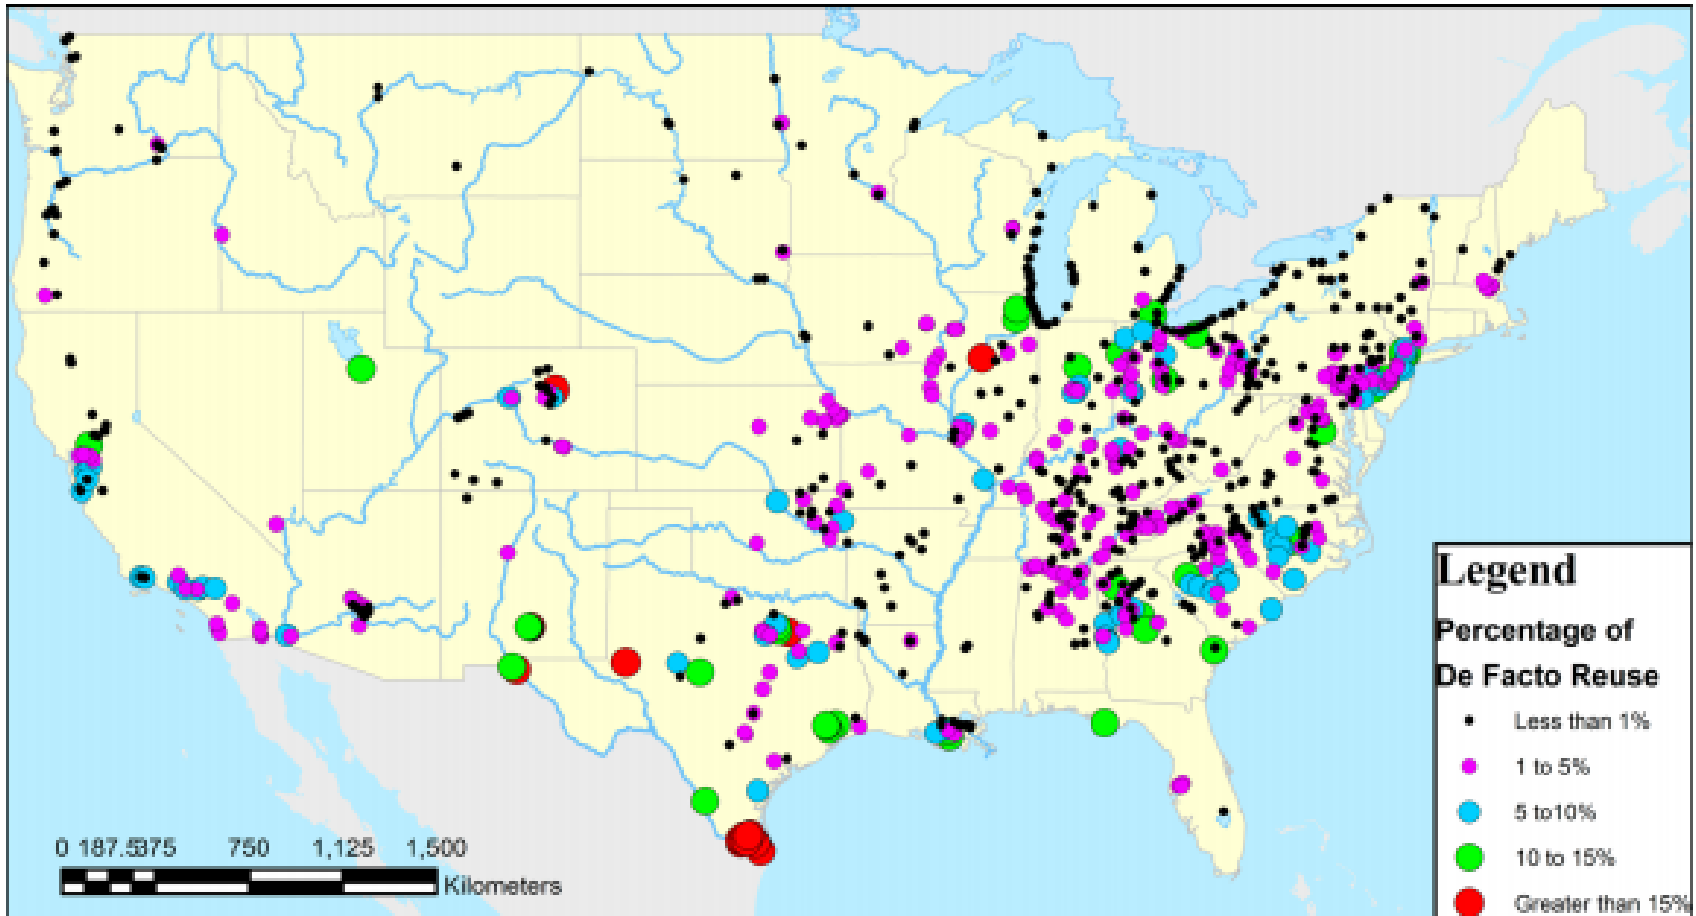 Legend
Percentage of
De Facto Reuse
Less than 1%
1 to 5%
5 to10%
10 to 15%
Greater than 15%
0 187.5375 750 1,125 1,500
Kilometers